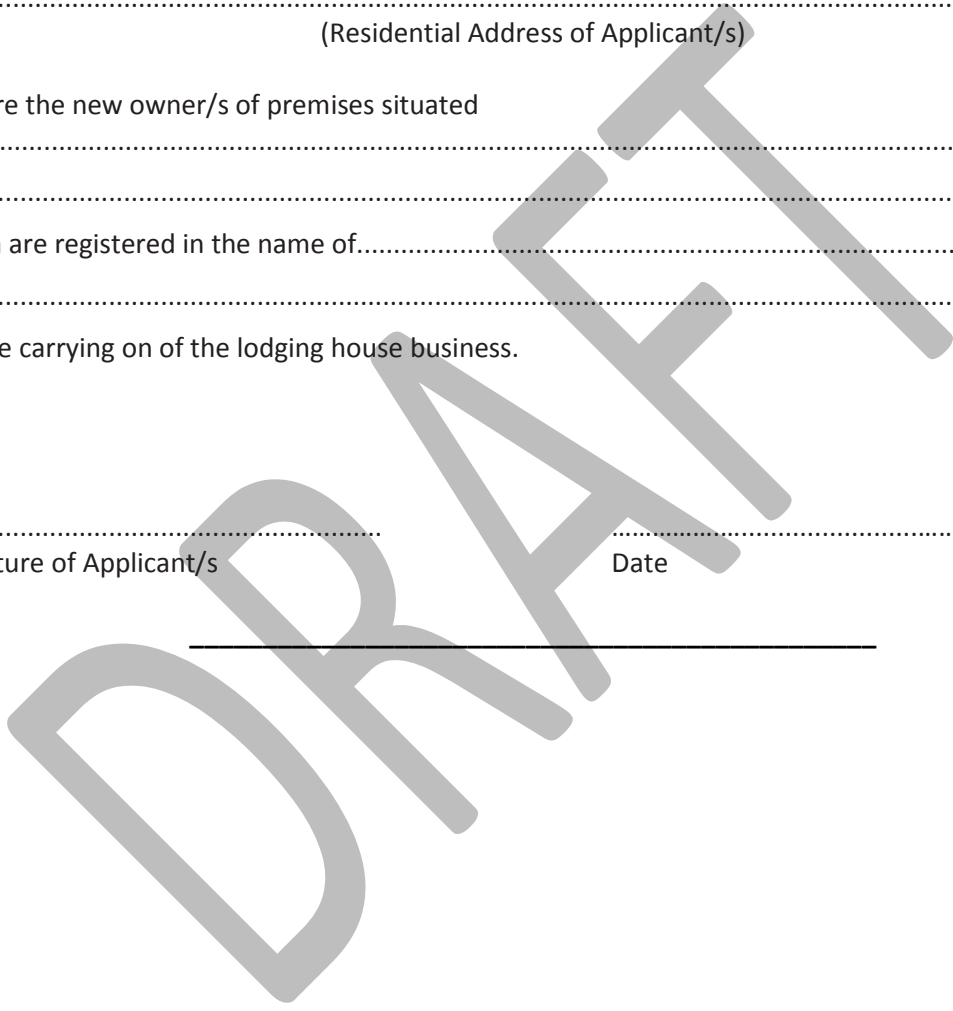 (Residential Address of Applicant/s)
re the new owner/s of premises situated
....................................................................................................................................
....................................................................................................................................
are registered in the name of....................................................................................
....................................................................................................................................
e carrying on of the lodging house business.
.....................................................                                ...............................................
ture of Applicant/s                                Date
DRAFT